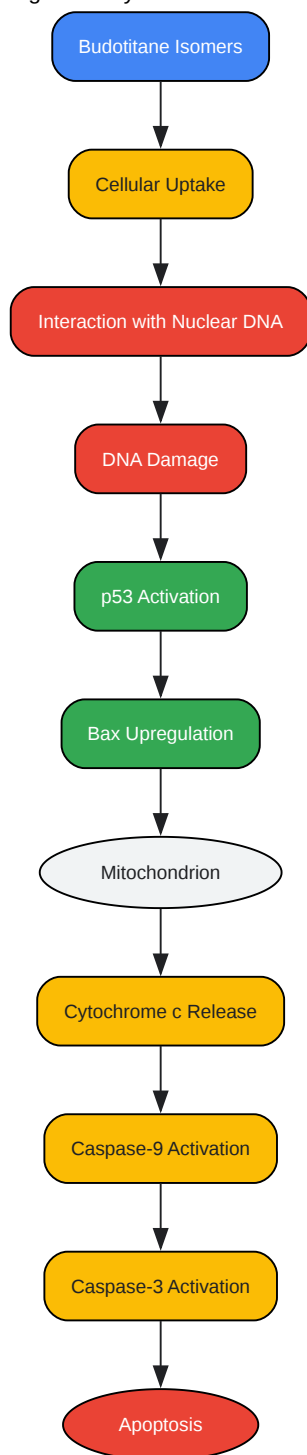 Budotitane Isomers
Cellular Uptake
Interaction with Nuclear DNA
DNA Damage
p53 Activation
Bax Upregulation
Mitochondrion
Cytochrome c Release
Caspase-9 Activation
Caspase-3 Activation
Apoptosis